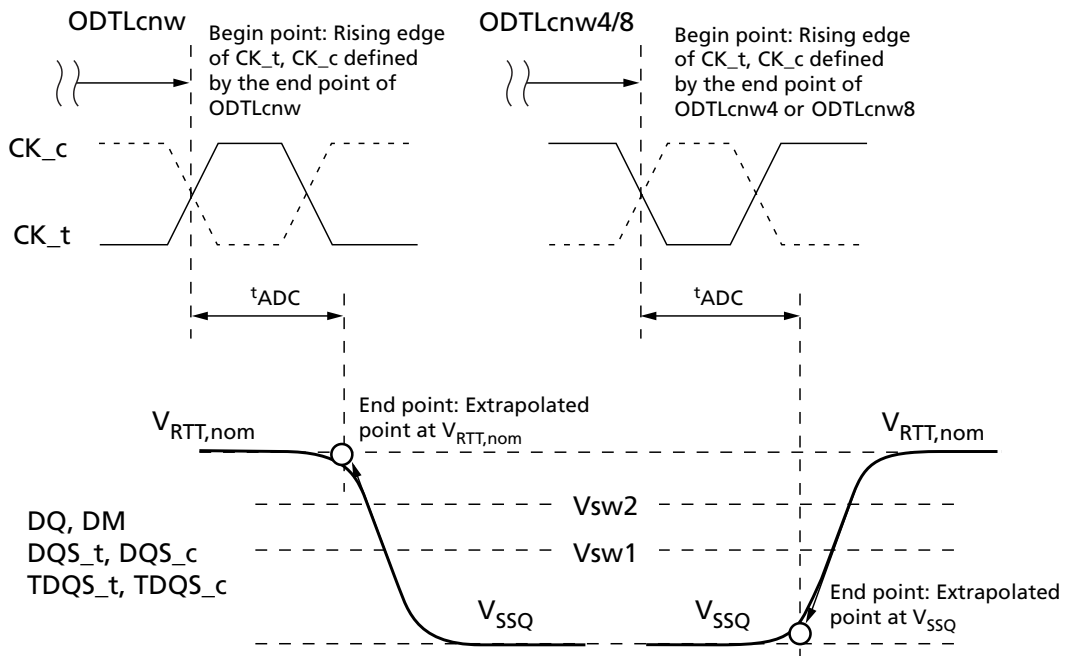 ODTLcnw
Begin point: Rising edge
of CK_t, CK_c defined
by the end point of
ODTLcnw
ODTLcnw4/8
Begin point: Rising edge
of CK_t, CK_c defined
by the end point of
ODTLcnw4 or ODTLcnw8
CK_c
CK_t
tADC
tADC
End point: Extrapolated
point at VRTT,nom
VRTT,nom
VRTT,nom
Vsw2
DQ, DM
DQS_t, DQS_c
TDQS_t, TDQS_c
Vsw1
VSSQ
VSSQ
End point: Extrapolated
point at VSSQ